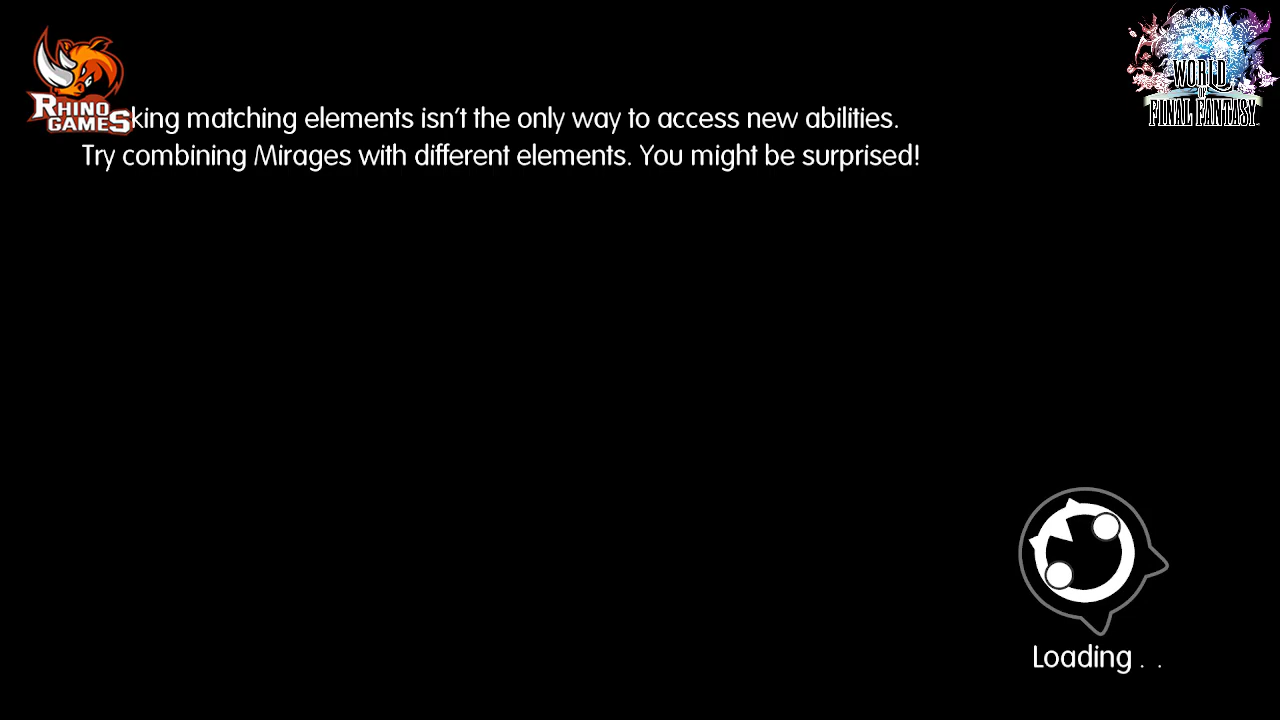 RHINO
GAMES
WORLD
OF
FINAL FANTASY
king matching elements isn't the only way to access new abilities.
Try combining Mirages with different elements. You might be surprised!
Loading . .